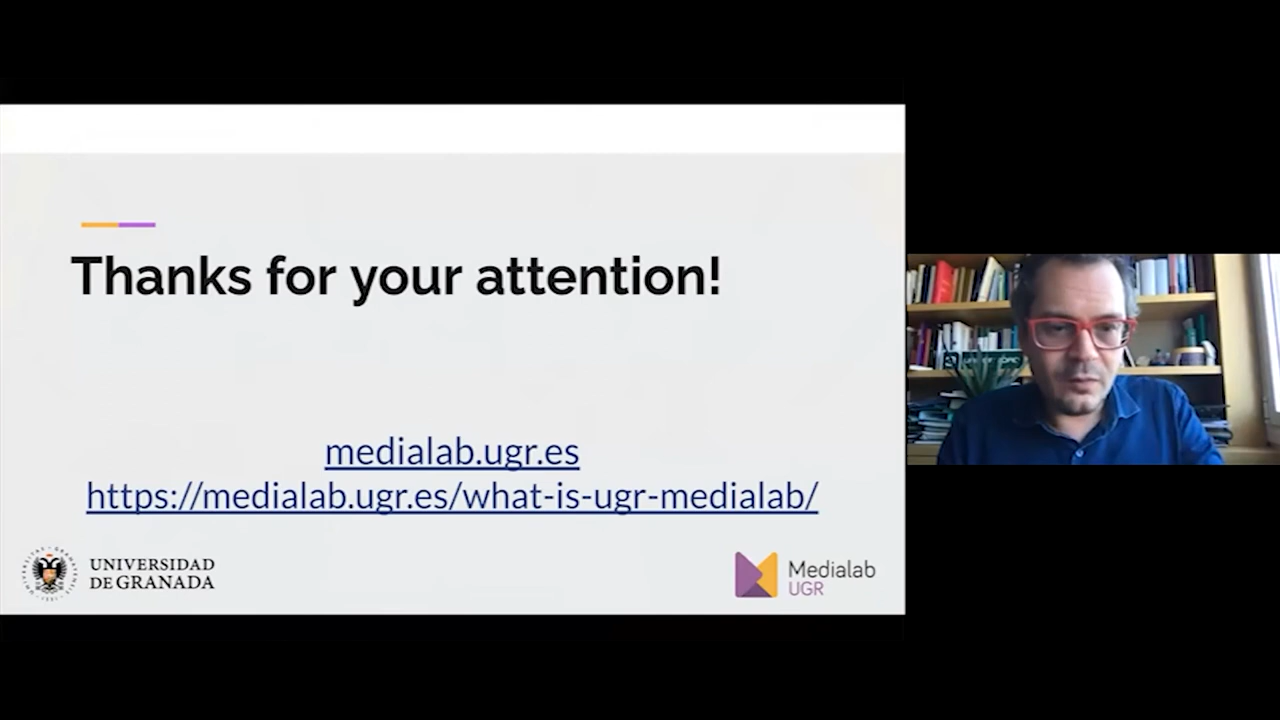 Thanks for your attention!
medialab.ugr.es
https://medialab.ugr.es/what-is-ugr-medialab/
UNIVERSIDAD
DE GRANADA
Medialab
UGR